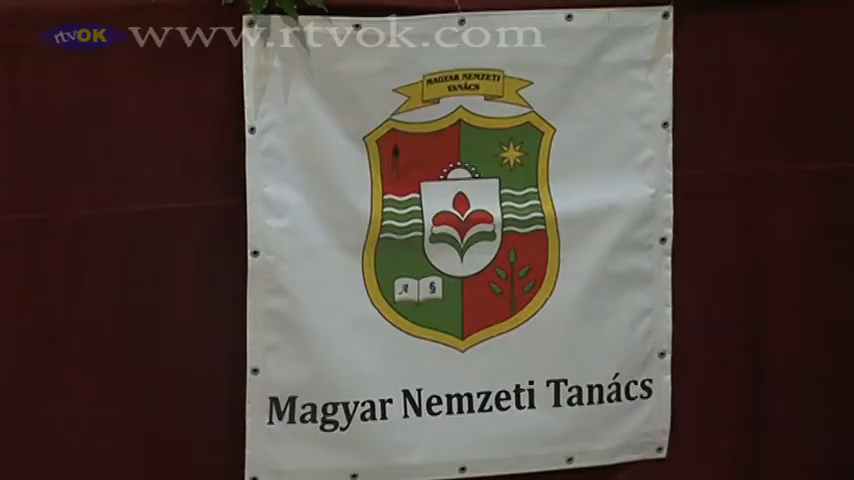 rtvOK www.rtvok.com
MAGYAR NEMZETI
TANÁCS
A §
Magyar Nemzeti Tanács